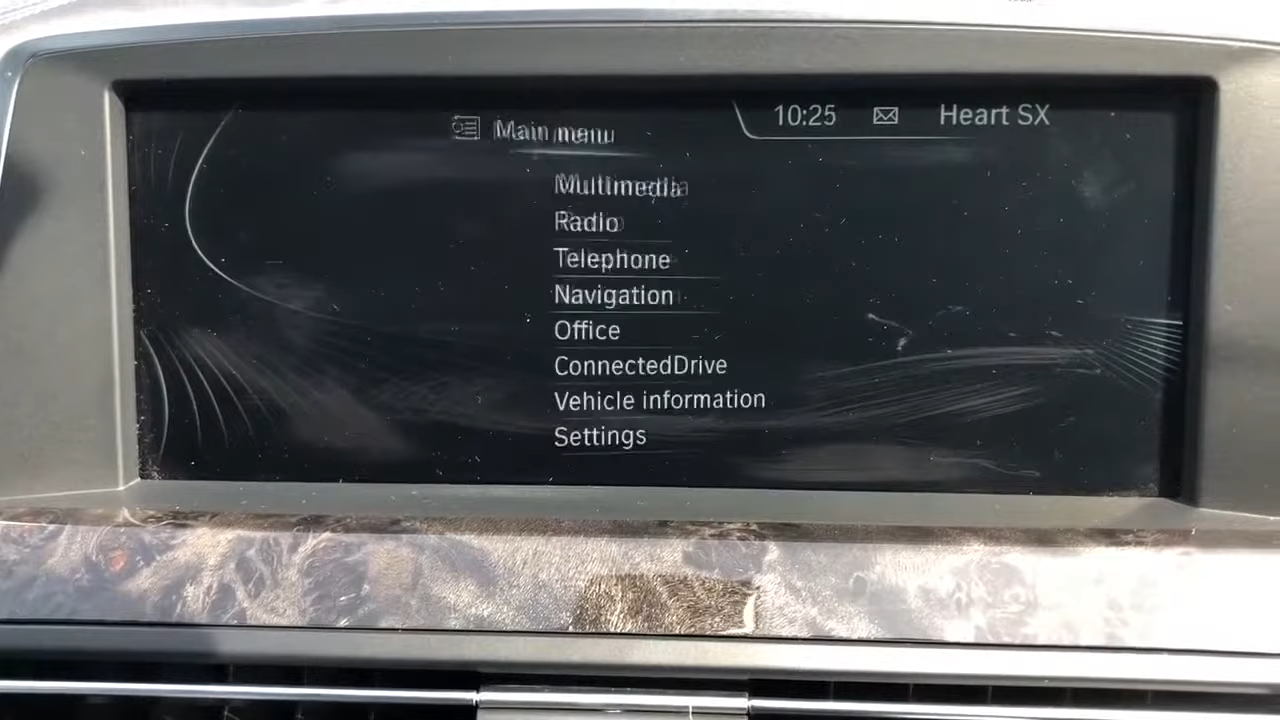 Main menu
10:25 Heart SX
Multimedia
Radio
Telephone
Navigation
Office
ConnectedDrive
Vehicle information
Settings